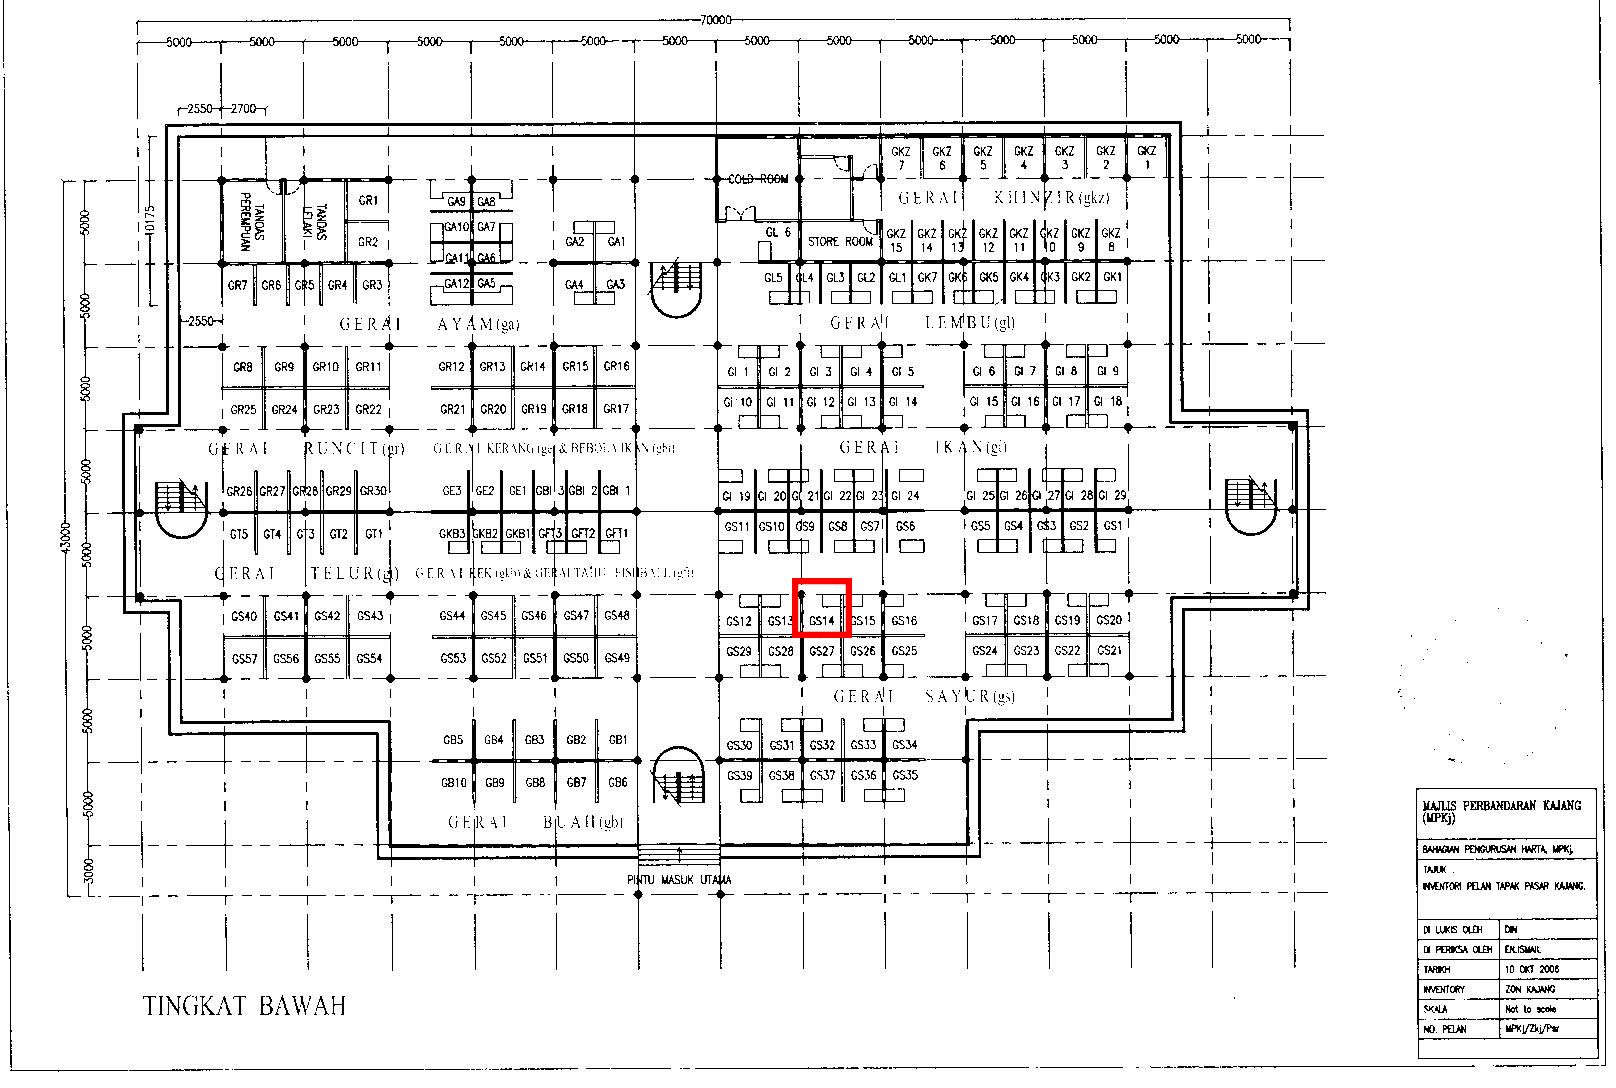 70000
5000 5000 5000 5000 5000 5000 5000 5000 5000 5000 5000 5000 5000 5000
2550 2700
GKZ 7 GKZ 6 GKZ 5 GKZ 4 GKZ 3 GKZ 2 GKZ 1
COLD ROOM
GERAI KHINZIR(gkz)
TANDAS PEREMPUAN
TANDAS LELAKI
GR1
GR2
GA9 GA8
GA10 GA7
GA11 GA6
GA12 GA5
GA2 GA1
GA4 GA3
GL 6
STORE ROOM
GKZ 15 GKZ 14 GKZ 13 GKZ 12 GKZ 11 GKZ 10 GKZ 9 GKZ 8
10175
GR7 GR6 GR5 GR4 GR3
GL5 GL4 GL3 GL2 GL1 GK7 GK6 GK5 GK4 GK3 GK2 GK1
2550
GERAI AYAM(ga)
GERAI LEMBU(gl)
GR8 GR9 GR10 GR11 GR12 GR13 GR14 GR15 GR16
GI 1 GI 2 GI 3 GI 4 GI 5 GI 6 GI 7 GI 8 GI 9
GR25 GR24 GR23 GR22 GR21 GR20 GR19 GR18 GR17
GI 10 GI 11 GI 12 GI 13 GI 14 GI 15 GI 16 GI 17 GI 18
GERAI RUNCIT(gr)
GERAI KERANG(ge) & BEBOLA IKAN(gbi)
GERAI IKAN(gi)
GR26 GR27 GR28 GR29 GR30 GE3 GE2 GE1 GBI 3 GBI 2 GBI 1
GI 19 GI 20 GI 21 GI 22 GI 23 GI 24 GI 25 GI 26 GI 27 GI 28 GI 29
GT5 GT4 GT3 GT2 GT1 GKB3 GKB2 GKB1 GFT3 GFT2 GFT1
GS11 GS10 GS9 GS8 GS7 GS6 GS5 GS4 GS3 GS2 GS1
GERAI TELUR(gt)
GS40 GS41 GS42 GS43 GS44 GS45 GS46 GS47 GS48
GS12 GS13 GS14 GS15 GS16 GS17 GS18 GS19 GS20
GS57 GS56 GS55 GS54 GS53 GS52 GS51 GS50 GS49
GS29 GS28 GS27 GS26 GS25 GS24 GS23 GS22 GS21
GERAI SAYUR(gs)
GB5 GB4 GB3 GB2 GB1
GS30 GS31 GS32 GS33 GS34
GB10 GB9 GB8 GB7 GB6
GS39 GS38 GS37 GS36 GS35
GERAI BUAH(gb)
PINTU MASUK UTAMA
43000
5000
5000
5000
5000
5000
5000
5000
5000
3000
TINGKAT BAWAH
MAJLIS PERBANDARAN KAJANG
(MPKj)
BAHAGIAN PENGURUSAN HARTA, MPKj.
TAJUK :
INVENTORI PELAN TAPAK PASAR KAJANG.
DI LUKIS OLEH DIN
DI PERIKSA OLEH EN.ISMAIL
TARIKH 10 OKT 2006
INVENTORY ZON KAJANG
SKALA Not to scale
NO. PELAN MPKj/Zkj/Psr